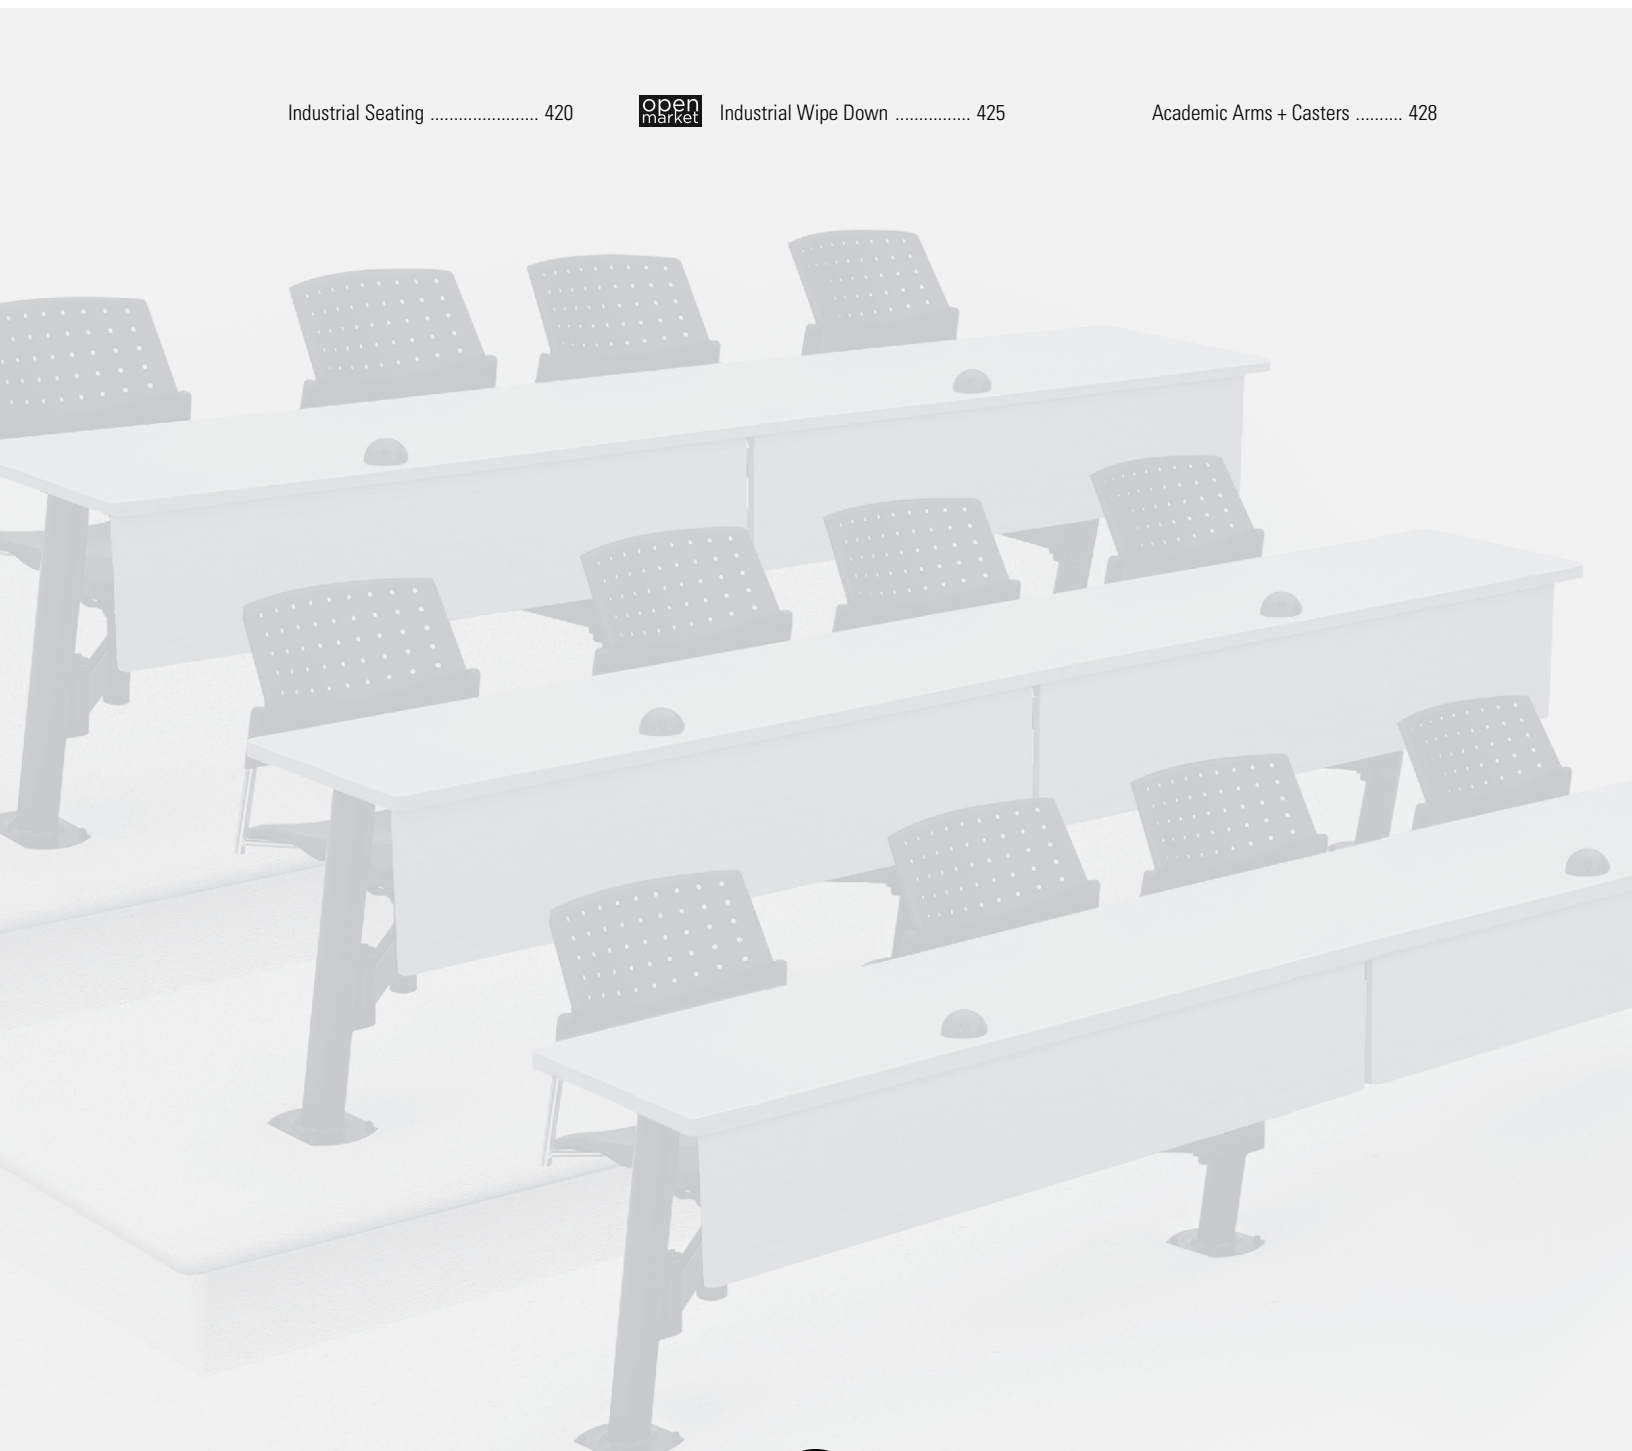 Industrial Seating ....................... 420
open
market
Industrial Wipe Down ................ 425
Academic Arms + Casters .......... 428